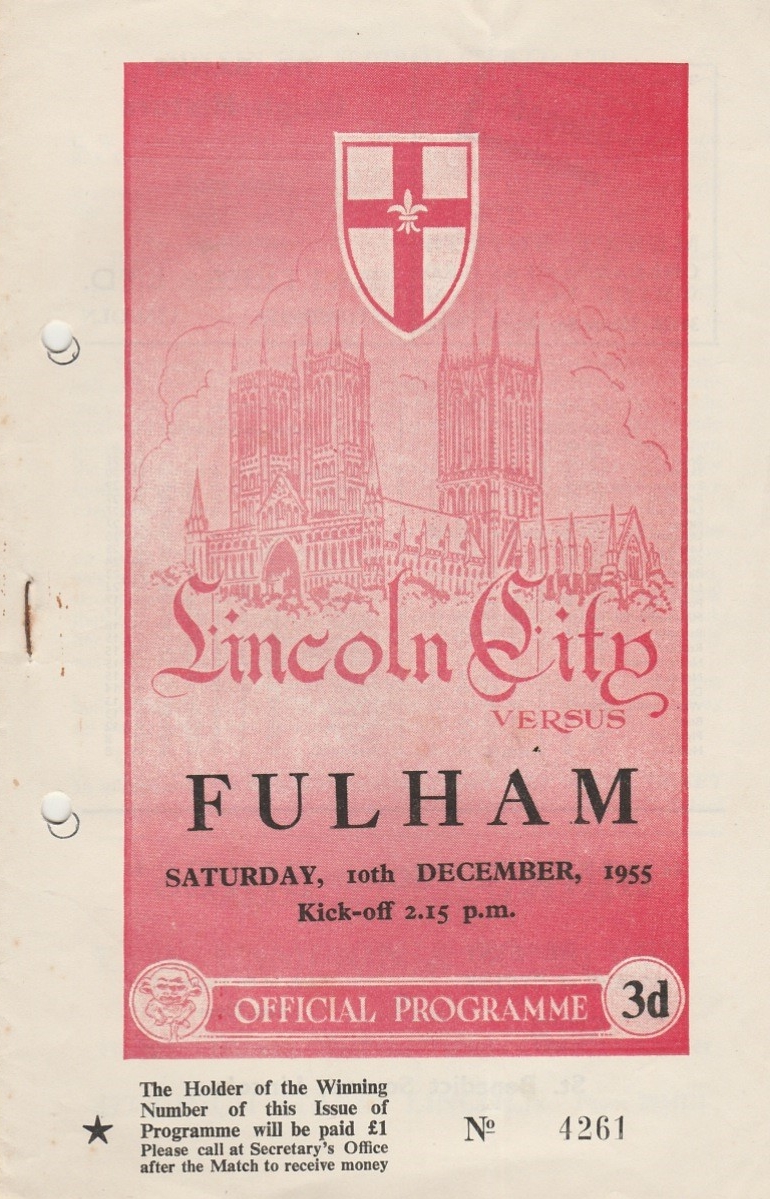 Lincoln City
VERSUS
FULHAM
SATURDAY, 10th DECEMBER, 1955
Kick-off 2.15 p.m.
OFFICIAL PROGRAMME 3d
The Holder of the Winning
Number of this Issue of
★ Programme will be paid £1
Please call at Secretary's Office
after the Match to receive money
Nº 4261